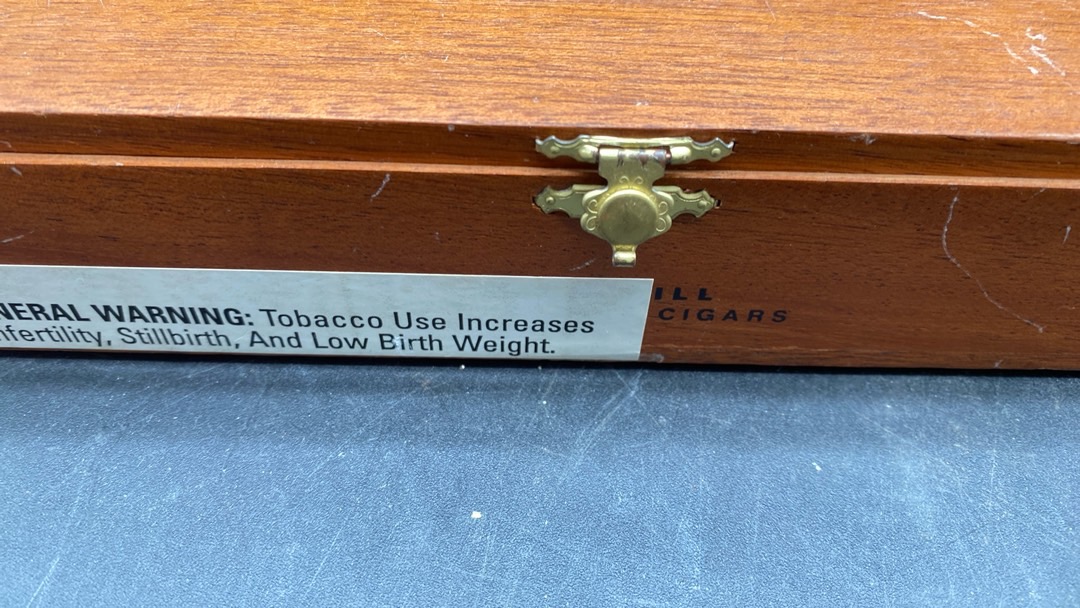 NERAL WARNING: Tobacco Use Increases
nfertility, Stillbirth, And Low Birth Weight.
ILL
CIGARS